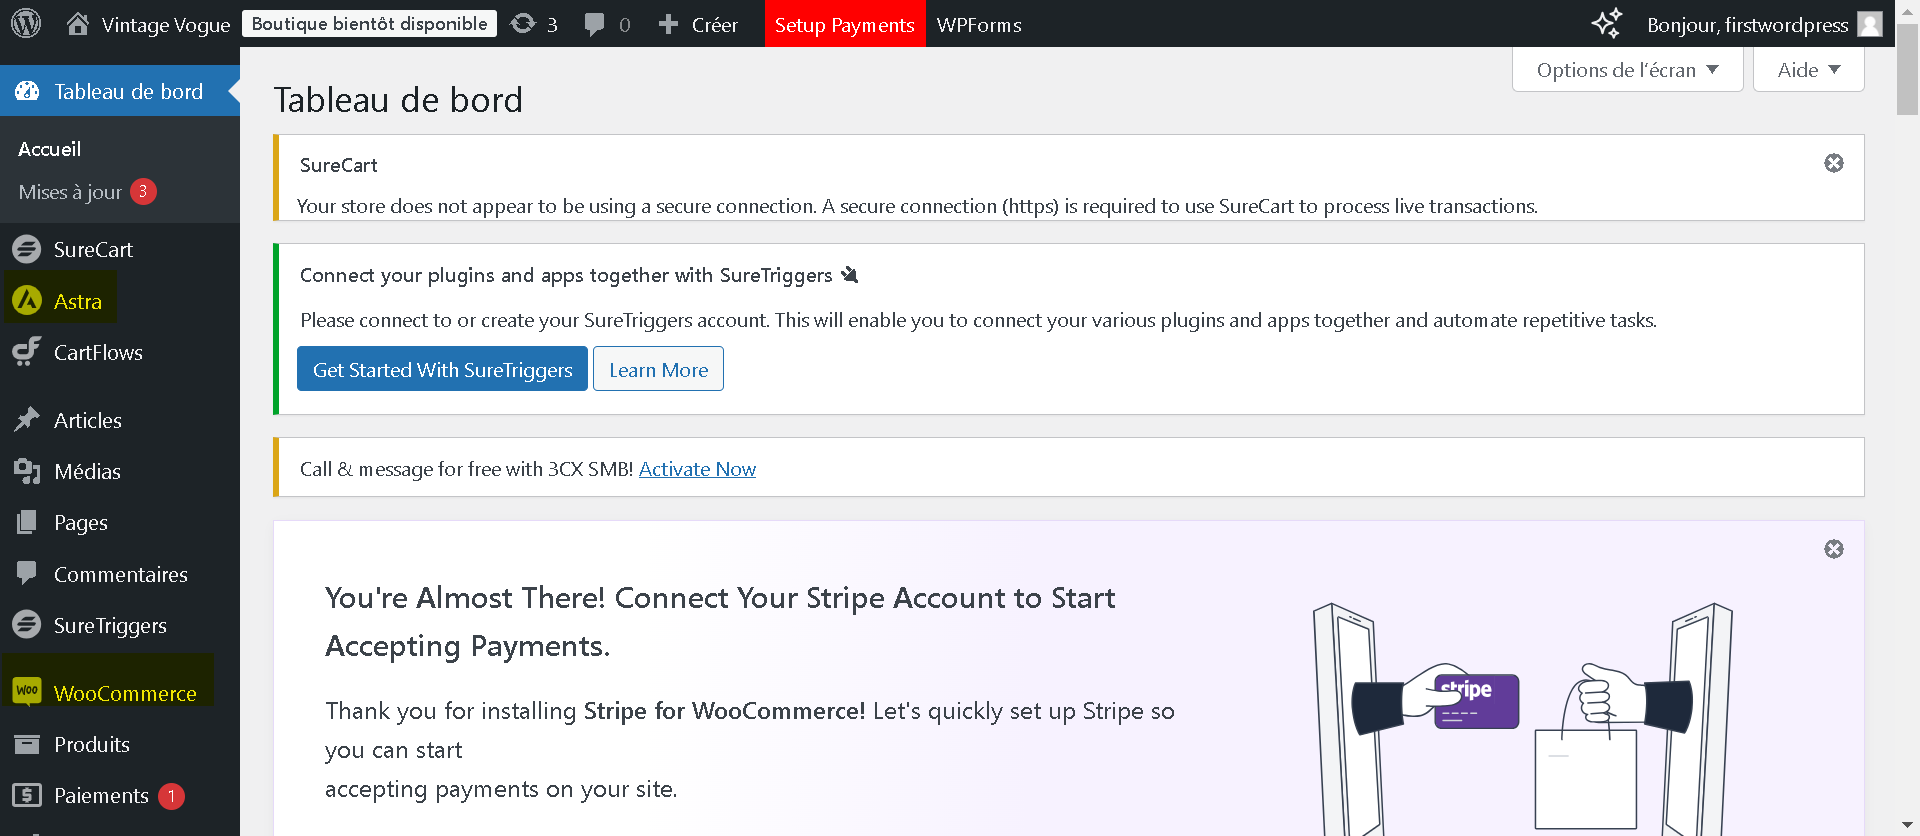 Vintage Vogue
Boutique bientôt disponible
3
0
Créer
Setup Payments
WPForms
Bonjour, firstwordpress
Tableau de bord
Accueil
Mises à jour 3
SureCart
Astra
CartFlows
Articles
Médias
Pages
Commentaires
SureTriggers
Woo
WooCommerce
Produits
Paiements 1
Options de l’écran
Aide
Tableau de bord
SureCart
Your store does not appear to be using a secure connection. A secure connection (https) is required to use SureCart to process live transactions.
Connect your plugins and apps together with SureTriggers
Please connect to or create your SureTriggers account. This will enable you to connect your various plugins and apps together and automate repetitive tasks.
Get Started With SureTriggers
Learn More
Call & message for free with 3CX SMB! Activate Now
You're Almost There! Connect Your Stripe Account to Start
Accepting Payments.
Thank you for installing Stripe for WooCommerce! Let's quickly set up Stripe so
you can start
accepting payments on your site.
stripe